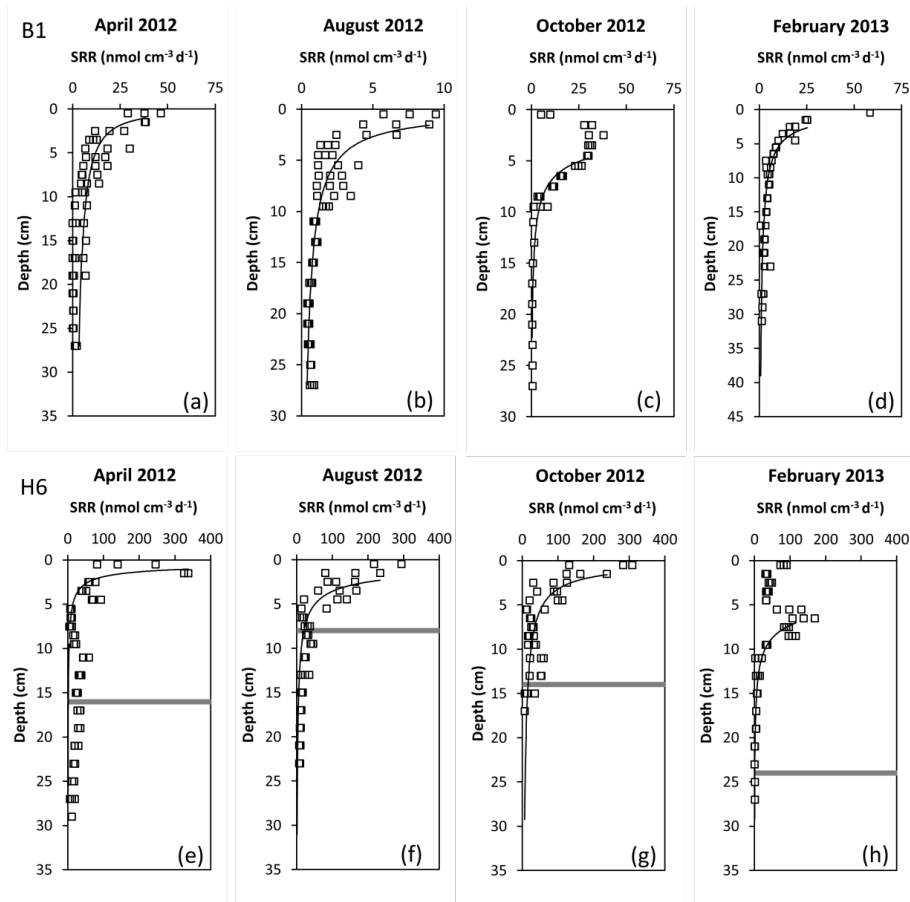 B1
April 2012
SRR (nmol cm⁻³ d⁻¹)
0 25 50 75
Depth (cm)
0
5
10
15
20
25
30
35
(a)
August 2012
SRR (nmol cm⁻³ d⁻¹)
0 2 4 6 8 10
Depth (cm)
0
5
10
15
20
25
30
(b)
October 2012
SRR (nmol cm⁻³ d⁻¹)
0 25 50 75
Depth (cm)
0
5
10
15
20
25
30
(c)
February 2013
SRR (nmol cm⁻³ d⁻¹)
0 25 50 75
Depth (cm)
0
5
10
15
20
25
30
35
40
45
(d)
H6
April 2012
SRR (nmol cm⁻³ d⁻¹)
0 100 200 300 400
Depth (cm)
0
5
10
15
20
25
30
35
(e)
August 2012
SRR (nmol cm⁻³ d⁻¹)
0 100 200 300 400
Depth (cm)
0
5
10
15
20
25
30
35
(f)
October 2012
SRR (nmol cm⁻³ d⁻¹)
0 100 200 300 400
Depth (cm)
0
5
10
15
20
25
30
35
(g)
February 2013
SRR (nmol cm⁻³ d⁻¹)
0 100 200 300 400
Depth (cm)
0
5
10
15
20
25
30
35
(h)